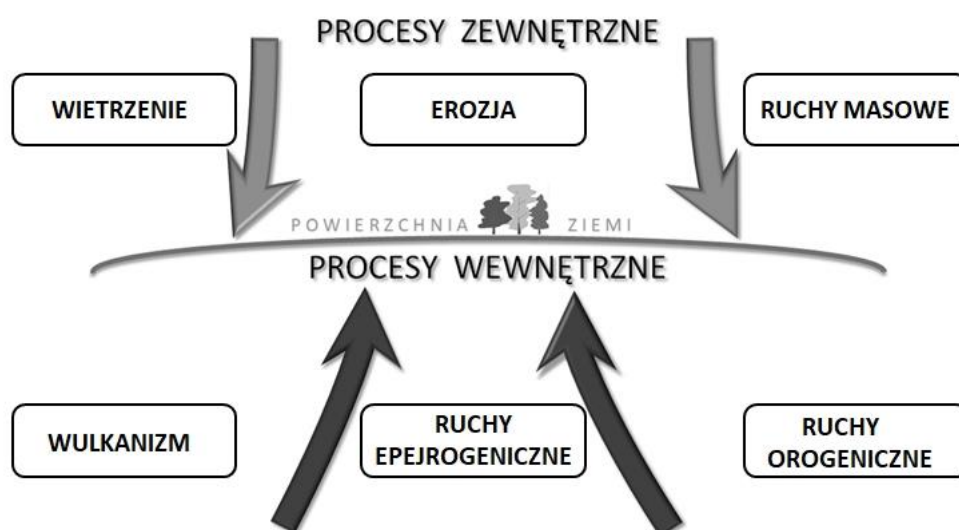 PROCESY ZEWNĘTRZNE
WIETRZENIE
EROZJA
RUCHY MASOWE
POWIERZCHNIA ZIEMI
PROCESY WEWNĘTRZNE
WULKANIZM
RUCHY
EPEJROGENICZNE
RUCHY
OROGENICZNE